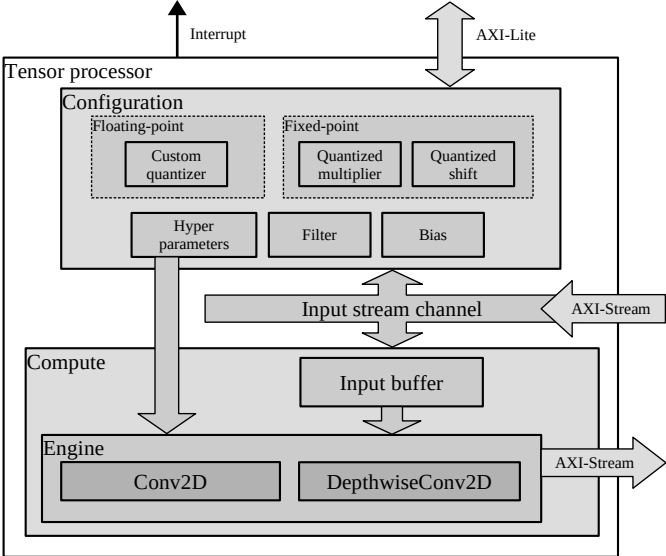 Interrupt
AXI-Lite
Tensor processor
Configuration
Floating-point
Fixed-point
Custom
quantizer
Quantized
multiplier
Quantized
shift
Hyper
parameters
Filter
Bias
Input stream channel
AXI-Stream
Compute
Input buffer
Engine
Conv2D
DepthwiseConv2D
AXI-Stream